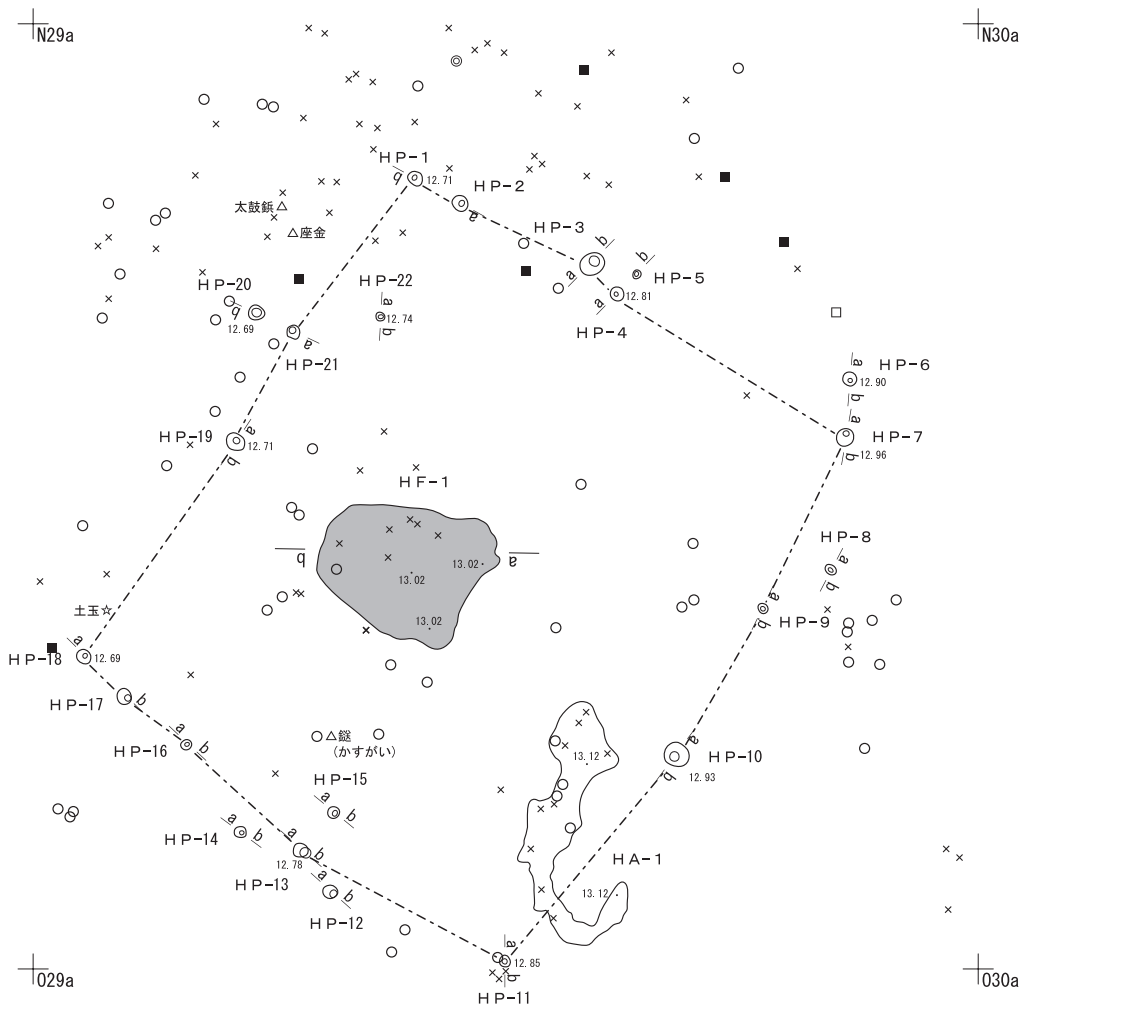 N29a
N30a
HP-1
b
12.71
HP-2
a
太鼓鋲△
△座金
HP-3
b
a
b
HP-5
12.81
a
HP-4
HP-20
b
12.69
HP-22
a
12.74
b
a
HP-21
a
HP-6
12.90
b
a
HP-7
b
12.96
HP-19
a
12.71
b
HF-1
b
a
13.02
13.02
13.02
HP-8
a
b
a
HP-9
b
土玉☆
a
HP-18
12.69
HP-17
b
a
HP-16
b
△鎹
(かすがい)
HP-15
a
b
13.12
a
HP-10
b
12.93
HP-14
a
b
a
b
12.78
HP-13
a
b
HP-12
HA-1
13.12
a
12.85
b
HP-11
O29a
O30a